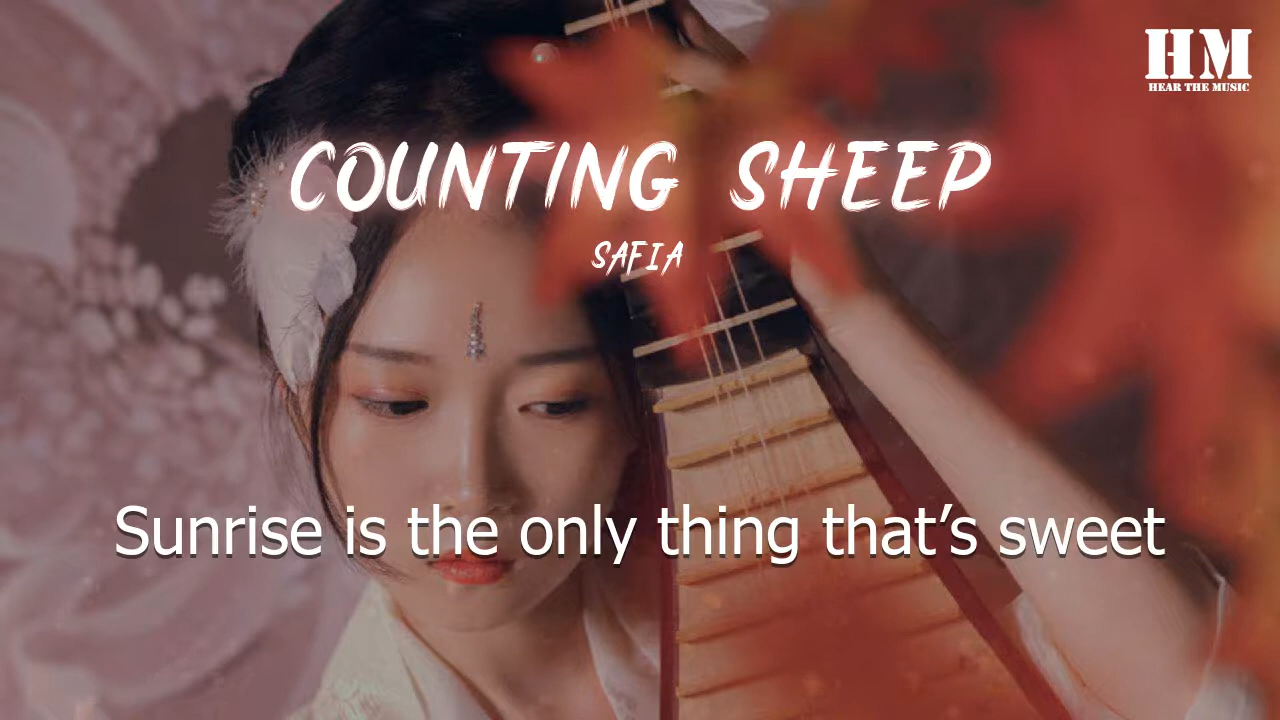 HM
HEAR THE MUSIC
COUNTING SHEEP
SAFIA
Sunrise is the only thing that’s sweet